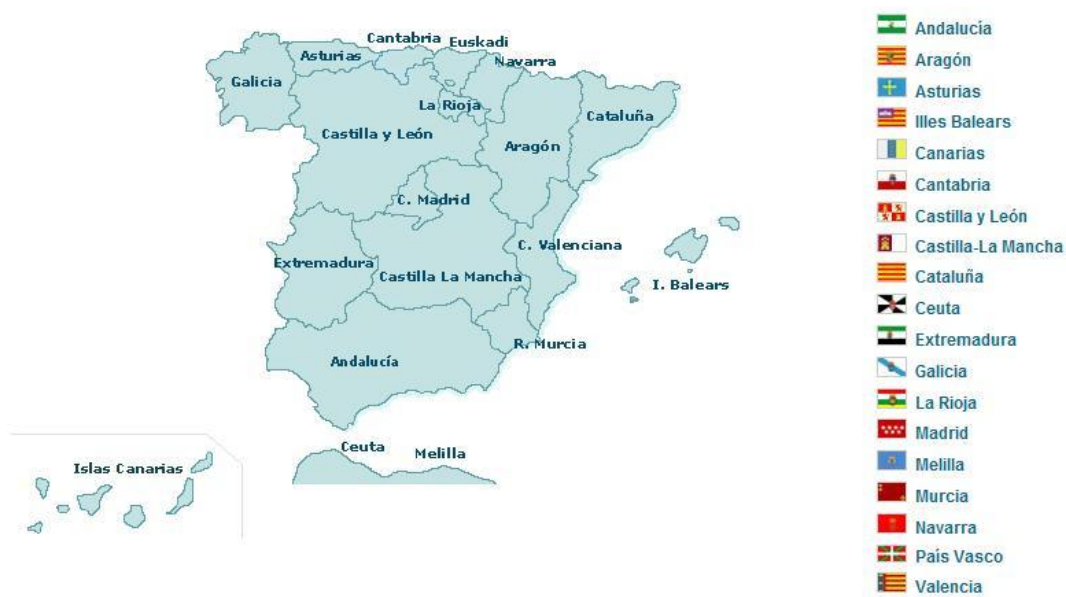 Cantabria
Euskadi
Asturias
Navarra
Galicia
La Rioja
Cataluña
Castilla y León
Aragón
C. Madrid
C. Valenciana
Extremadura
Castilla La Mancha
I. Balears
R. Murcia
Andalucía
Ceuta
Melilla
Islas Canarias
Andalucía
Aragón
Asturias
Illes Balears
Canarias
Cantabria
Castilla y León
Castilla-La Mancha
Cataluña
Ceuta
Extremadura
Galicia
La Rioja
Madrid
Melilla
Murcia
Navarra
País Vasco
Valencia